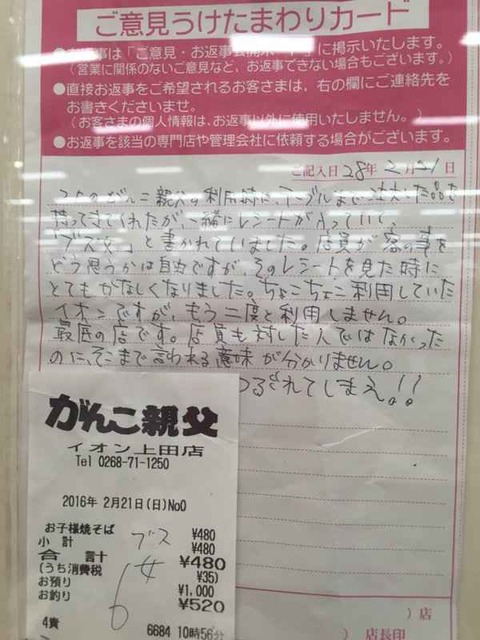 ご意見うけたまわりカード
●お返事は「ご意見・お返事公開ボード」に掲示いたします。
（営業に関係のないご意見など、お返事できない場合もございます。）
●直接お返事をご希望されるお客さまは、右の欄にご連絡先を
お書きくださいませ。
（お客さまの個人情報は、お返事以外に使用いたしません。）
●お返事を該当の専門店や管理会社に依頼する場合がございます。
ご記入日 28年 2月 21日
がんこ親父の利用時に、テーブルまで注文した品を
持ってきてくれたが、一緒にレシートが入っていて、
「ブス女」と書かれていました。店員が客の事を
どう思うかは自由ですが、そのレシートを見た時に
とてもかなしくなりました。ちょこちょこ利用していた
イオンですが、もう二度と利用しません。
最低の店です。店員も対した人ではなかった
のに、そこまで言われる意味が分かりません。
つぶされてしまえ!!
がんこ親父
イオン上田店
Tel 0268-71-1250
2016年 2月21日(日)No0
お子様焼そば ¥480
小 計 ¥480
合 計 ¥480
(うち消費税 ¥35)
お預り ¥1,000
お釣り ¥520
ブス
女
6
4責 6684 10時56分
）店
店長印